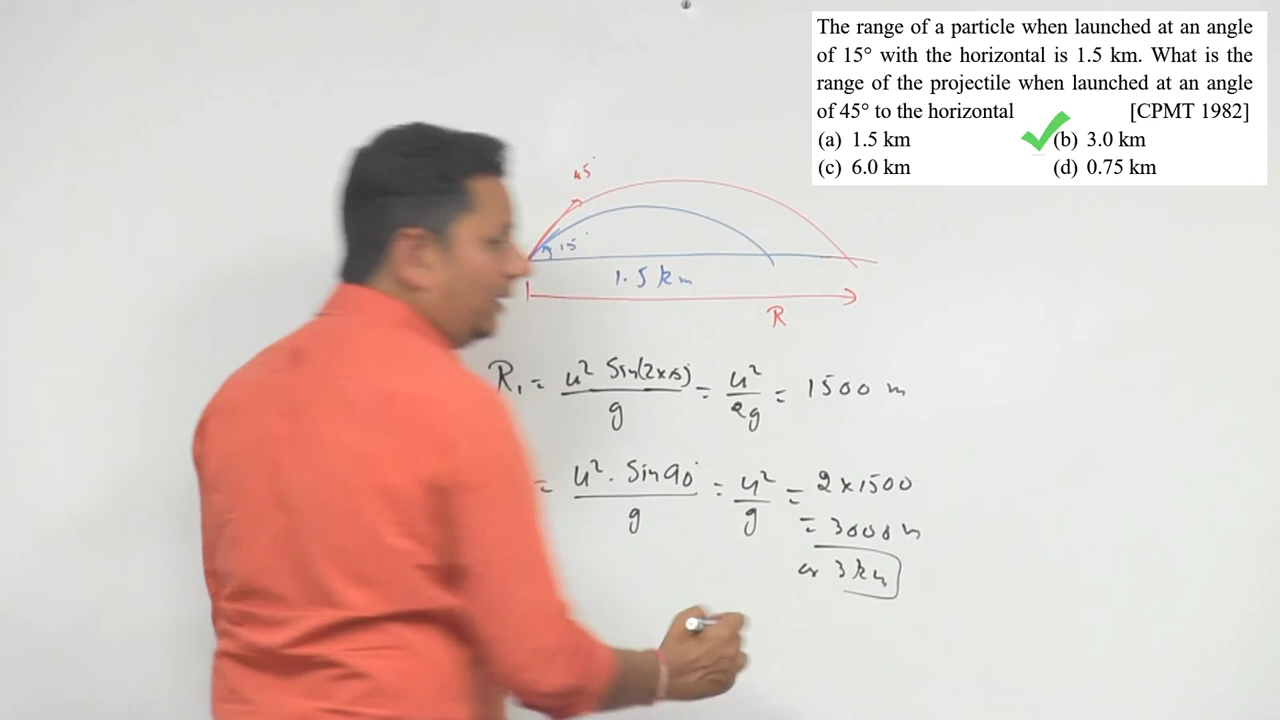 The range of a particle when launched at an angle
of 15° with the horizontal is 1.5 km. What is the
range of the projectile when launched at an angle
of 45° to the horizontal [CPMT 1982]
(a) 1.5 km (b) 3.0 km
(c) 6.0 km (d) 0.75 km
45°
15°
1.5 km
R
R₁ = u² Sin(2×15) / g = u² / 2g = 1500 m
= u² · Sin90° / g = u² / g = 2×1500
= 3000 m
or 3 km